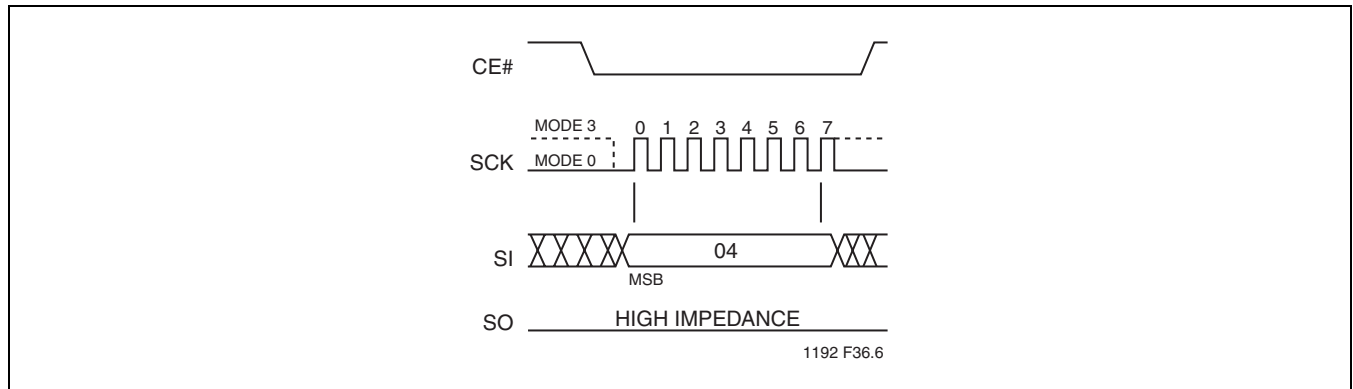 CE#
MODE 3 0 1 2 3 4 5 6 7
SCK MODE 0
SI 04
MSB
SO HIGH IMPEDANCE
1192 F36.6